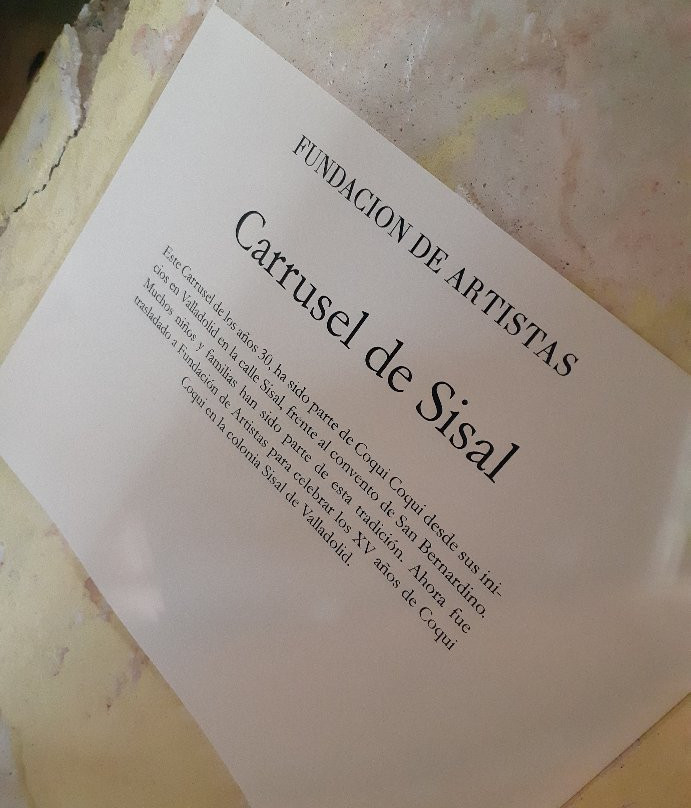 FUNDACION DE ARTISTAS
Carrusel de Sisal
Este Carrusel de los años 30, ha sido parte de Coqui Coqui desde sus ini-
cios en Valladolid en la calle Sisal, frente al convento de San Bernardino.
Muchos niños y familias han sido parte de esta tradición. Ahora fue
trasladado a Fundación de Artistas para celebrar los XV años de Coqui
Coqui en la colonia Sisal de Valladolid.